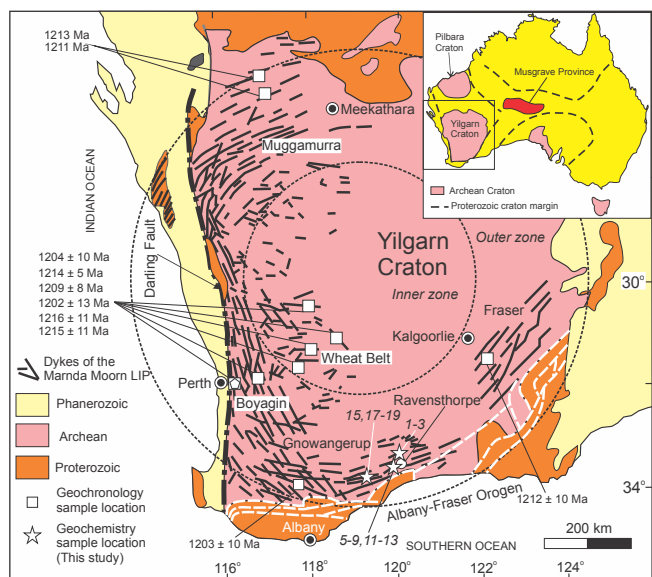 1213 Ma
1211 Ma
Meekathara
Muggamurra
INDIAN OCEAN
Darling Fault
1204 ± 10 Ma
1214 ± 5 Ma
1209 ± 8 Ma
1202 ± 13 Ma
1216 ± 11 Ma
1215 ± 11 Ma
Yilgarn
Craton
Outer zone
Inner zone
30°
Fraser
Kalgoorlie
Wheat Belt
Dykes of the
Marnda Moorn LIP
Perth
Boyagin
Ravensthorpe
15,17-19
1-3
Gnowangerup
Phanerozoic
Archean
Proterozoic
Geochronology
sample location
Geochemistry
sample location
(This study)
34°
Albany-Fraser Orogen
1212 ± 10 Ma
1203 ± 10 Ma
Albany
5-9,11-13
SOUTHERN OCEAN
200 km
116°
118°
120°
122°
124°
Pilbara
Craton
Musgrave Province
Yilgarn
Craton
Archean Craton
Proterozoic craton margin